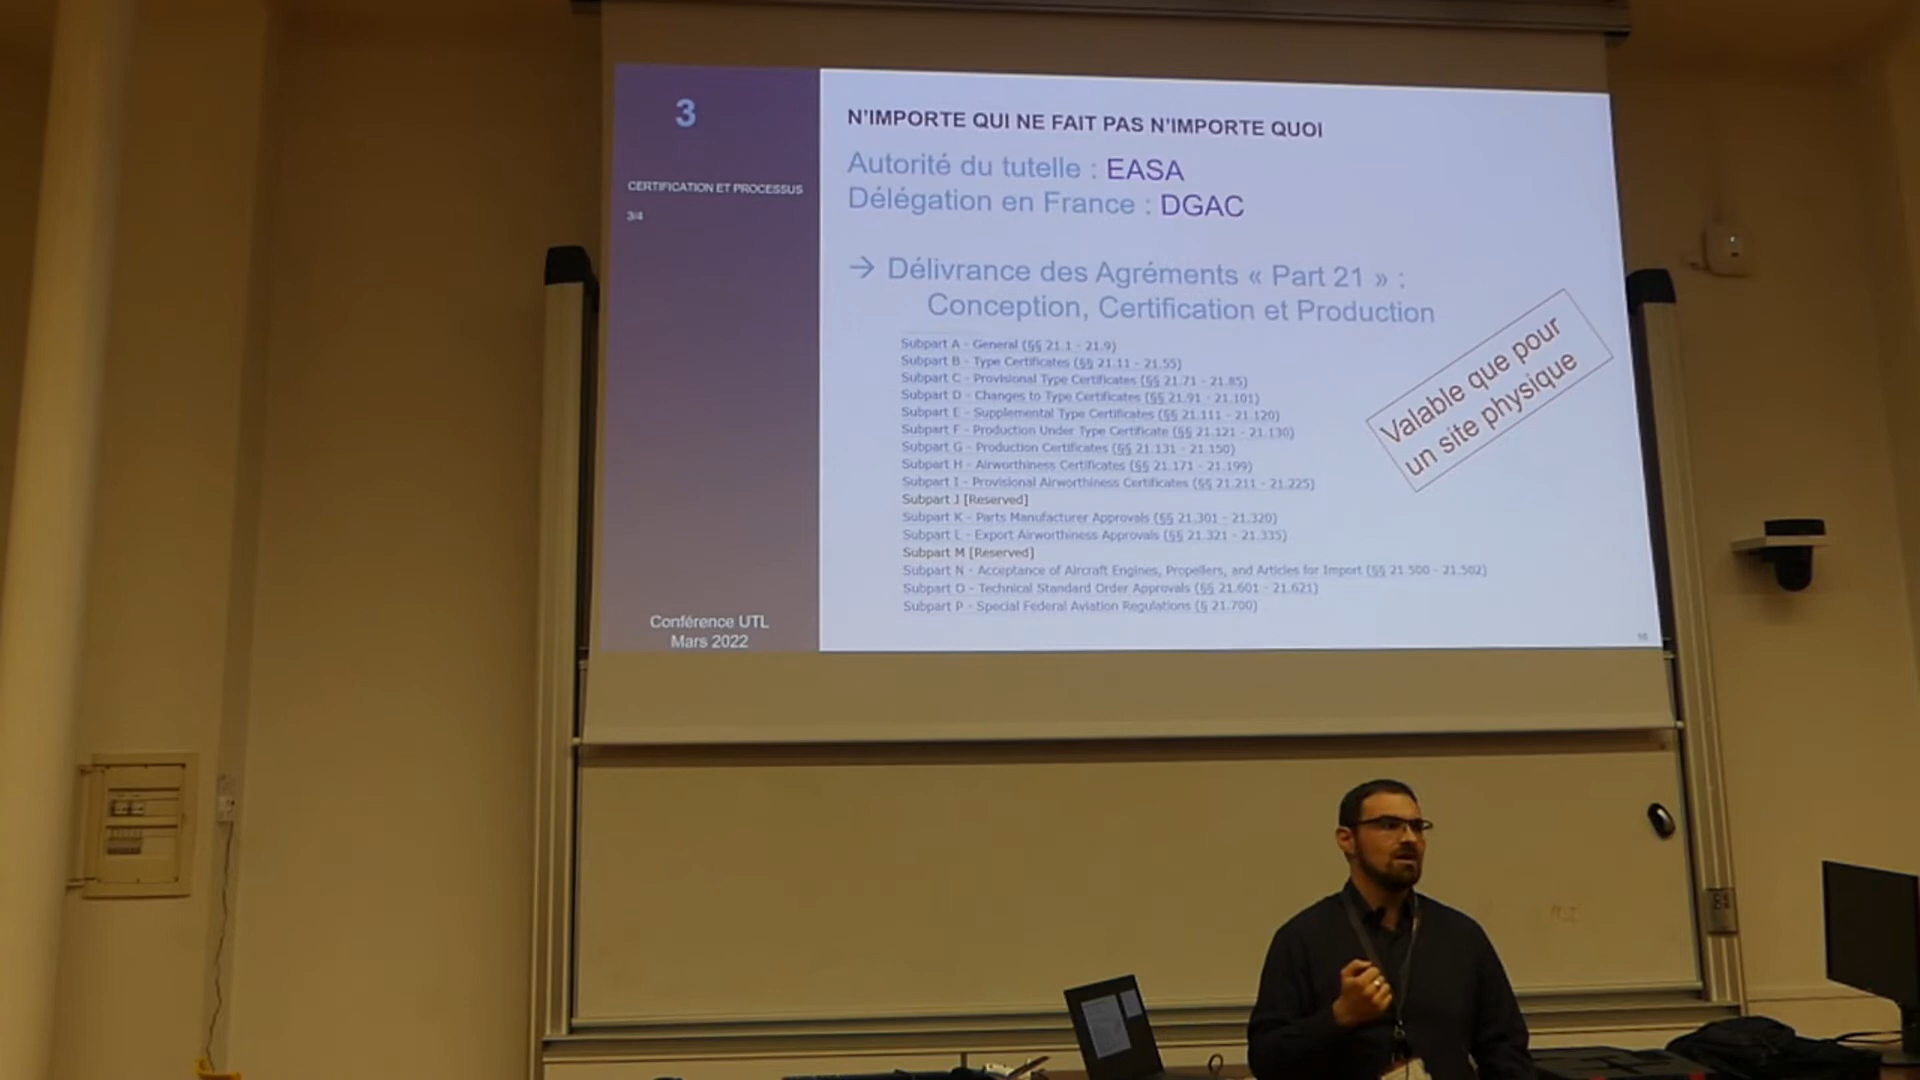 3
CERTIFICATION ET PROCESSUS
3/4
Conférence UTL
Mars 2022
N'IMPORTE QUI NE FAIT PAS N'IMPORTE QUOI
Autorité du tutelle : EASA
Délégation en France : DGAC
→ Délivrance des Agréments « Part 21 » :
Conception, Certification et Production
Subpart A - General (§§ 21.1 - 21.9)
Subpart B - Type Certificates (§§ 21.11 - 21.55)
Subpart C - Provisional Type Certificates (§§ 21.71 - 21.85)
Subpart D - Changes to Type Certificates (§§ 21.91 - 21.101)
Subpart E - Supplemental Type Certificates (§§ 21.111 - 21.120)
Subpart F - Production Under Type Certificate (§§ 21.121 - 21.130)
Subpart G - Production Certificates (§§ 21.131 - 21.150)
Subpart H - Airworthiness Certificates (§§ 21.171 - 21.199)
Subpart I - Provisional Airworthiness Certificates (§§ 21.211 - 21.225)
Subpart J [Reserved]
Subpart K - Parts Manufacturer Approvals (§§ 21.301 - 21.320)
Subpart L - Export Airworthiness Approvals (§§ 21.321 - 21.335)
Subpart M [Reserved]
Subpart N - Acceptance of Aircraft Engines, Propellers, and Articles for Import (§§ 21.500 - 21.502)
Subpart O - Technical Standard Order Approvals (§§ 21.601 - 21.621)
Subpart P - Special Federal Aviation Regulations (§ 21.700)
Valable que pour
un site physique